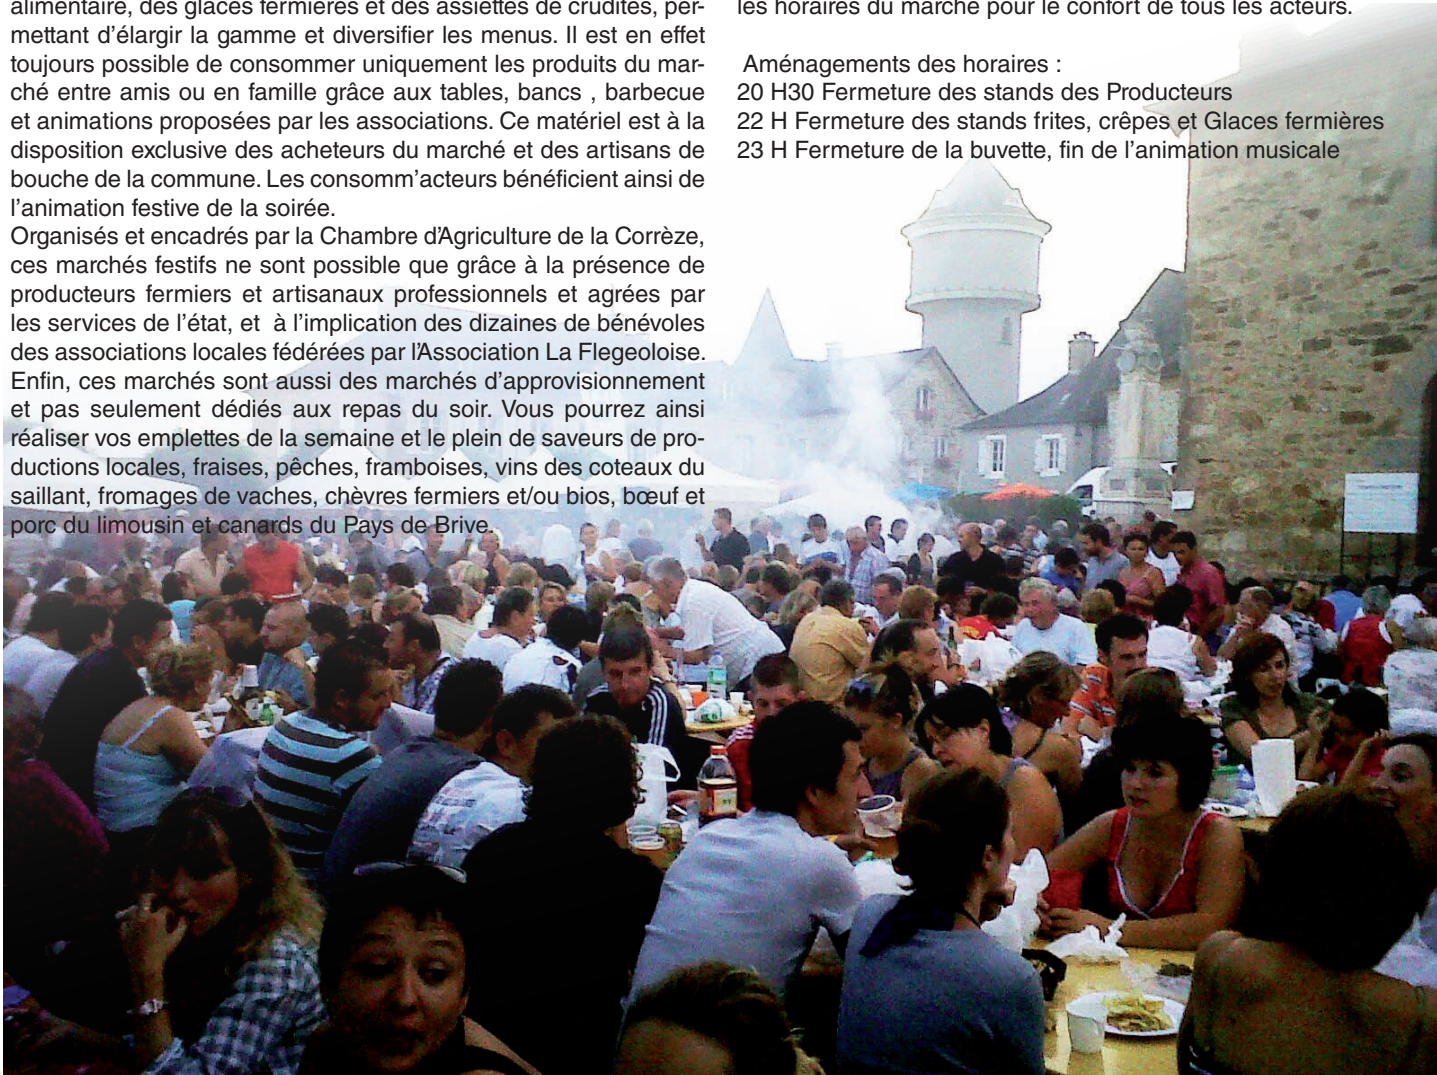 alimentaire, des glaces fermières et des assiettes de crudités, per-
mettant d’élargir la gamme et diversifier les menus. Il est en effet
toujours possible de consommer uniquement les produits du mar-
ché entre amis ou en famille grâce aux tables, bancs , barbecue
et animations proposées par les associations. Ce matériel est à la
disposition exclusive des acheteurs du marché et des artisans de
bouche de la commune. Les consomm’acteurs bénéficient ainsi de
l’animation festive de la soirée.
Organisés et encadrés par la Chambre d’Agriculture de la Corrèze,
ces marchés festifs ne sont possible que grâce à la présence de
producteurs fermiers et artisanaux professionnels et agrées par
les services de l’état, et à l’implication des dizaines de bénévoles
des associations locales fédérées par l’Association La Flegeoloise.
Enfin, ces marchés sont aussi des marchés d’approvisionnement
et pas seulement dédiés aux repas du soir. Vous pourrez ainsi
réaliser vos emplettes de la semaine et le plein de saveurs de pro-
ductions locales, fraises, pêches, framboises, vins des coteaux du
saillant, fromages de vaches, chèvres fermiers et/ou bios, bœuf et
porc du limousin et canards du Pays de Brive.
les horaires du marché pour le confort de tous les acteurs.
Aménagements des horaires :
20 H30 Fermeture des stands des Producteurs
22 H Fermeture des stands frites, crêpes et Glaces fermières
23 H Fermeture de la buvette, fin de l’animation musicale